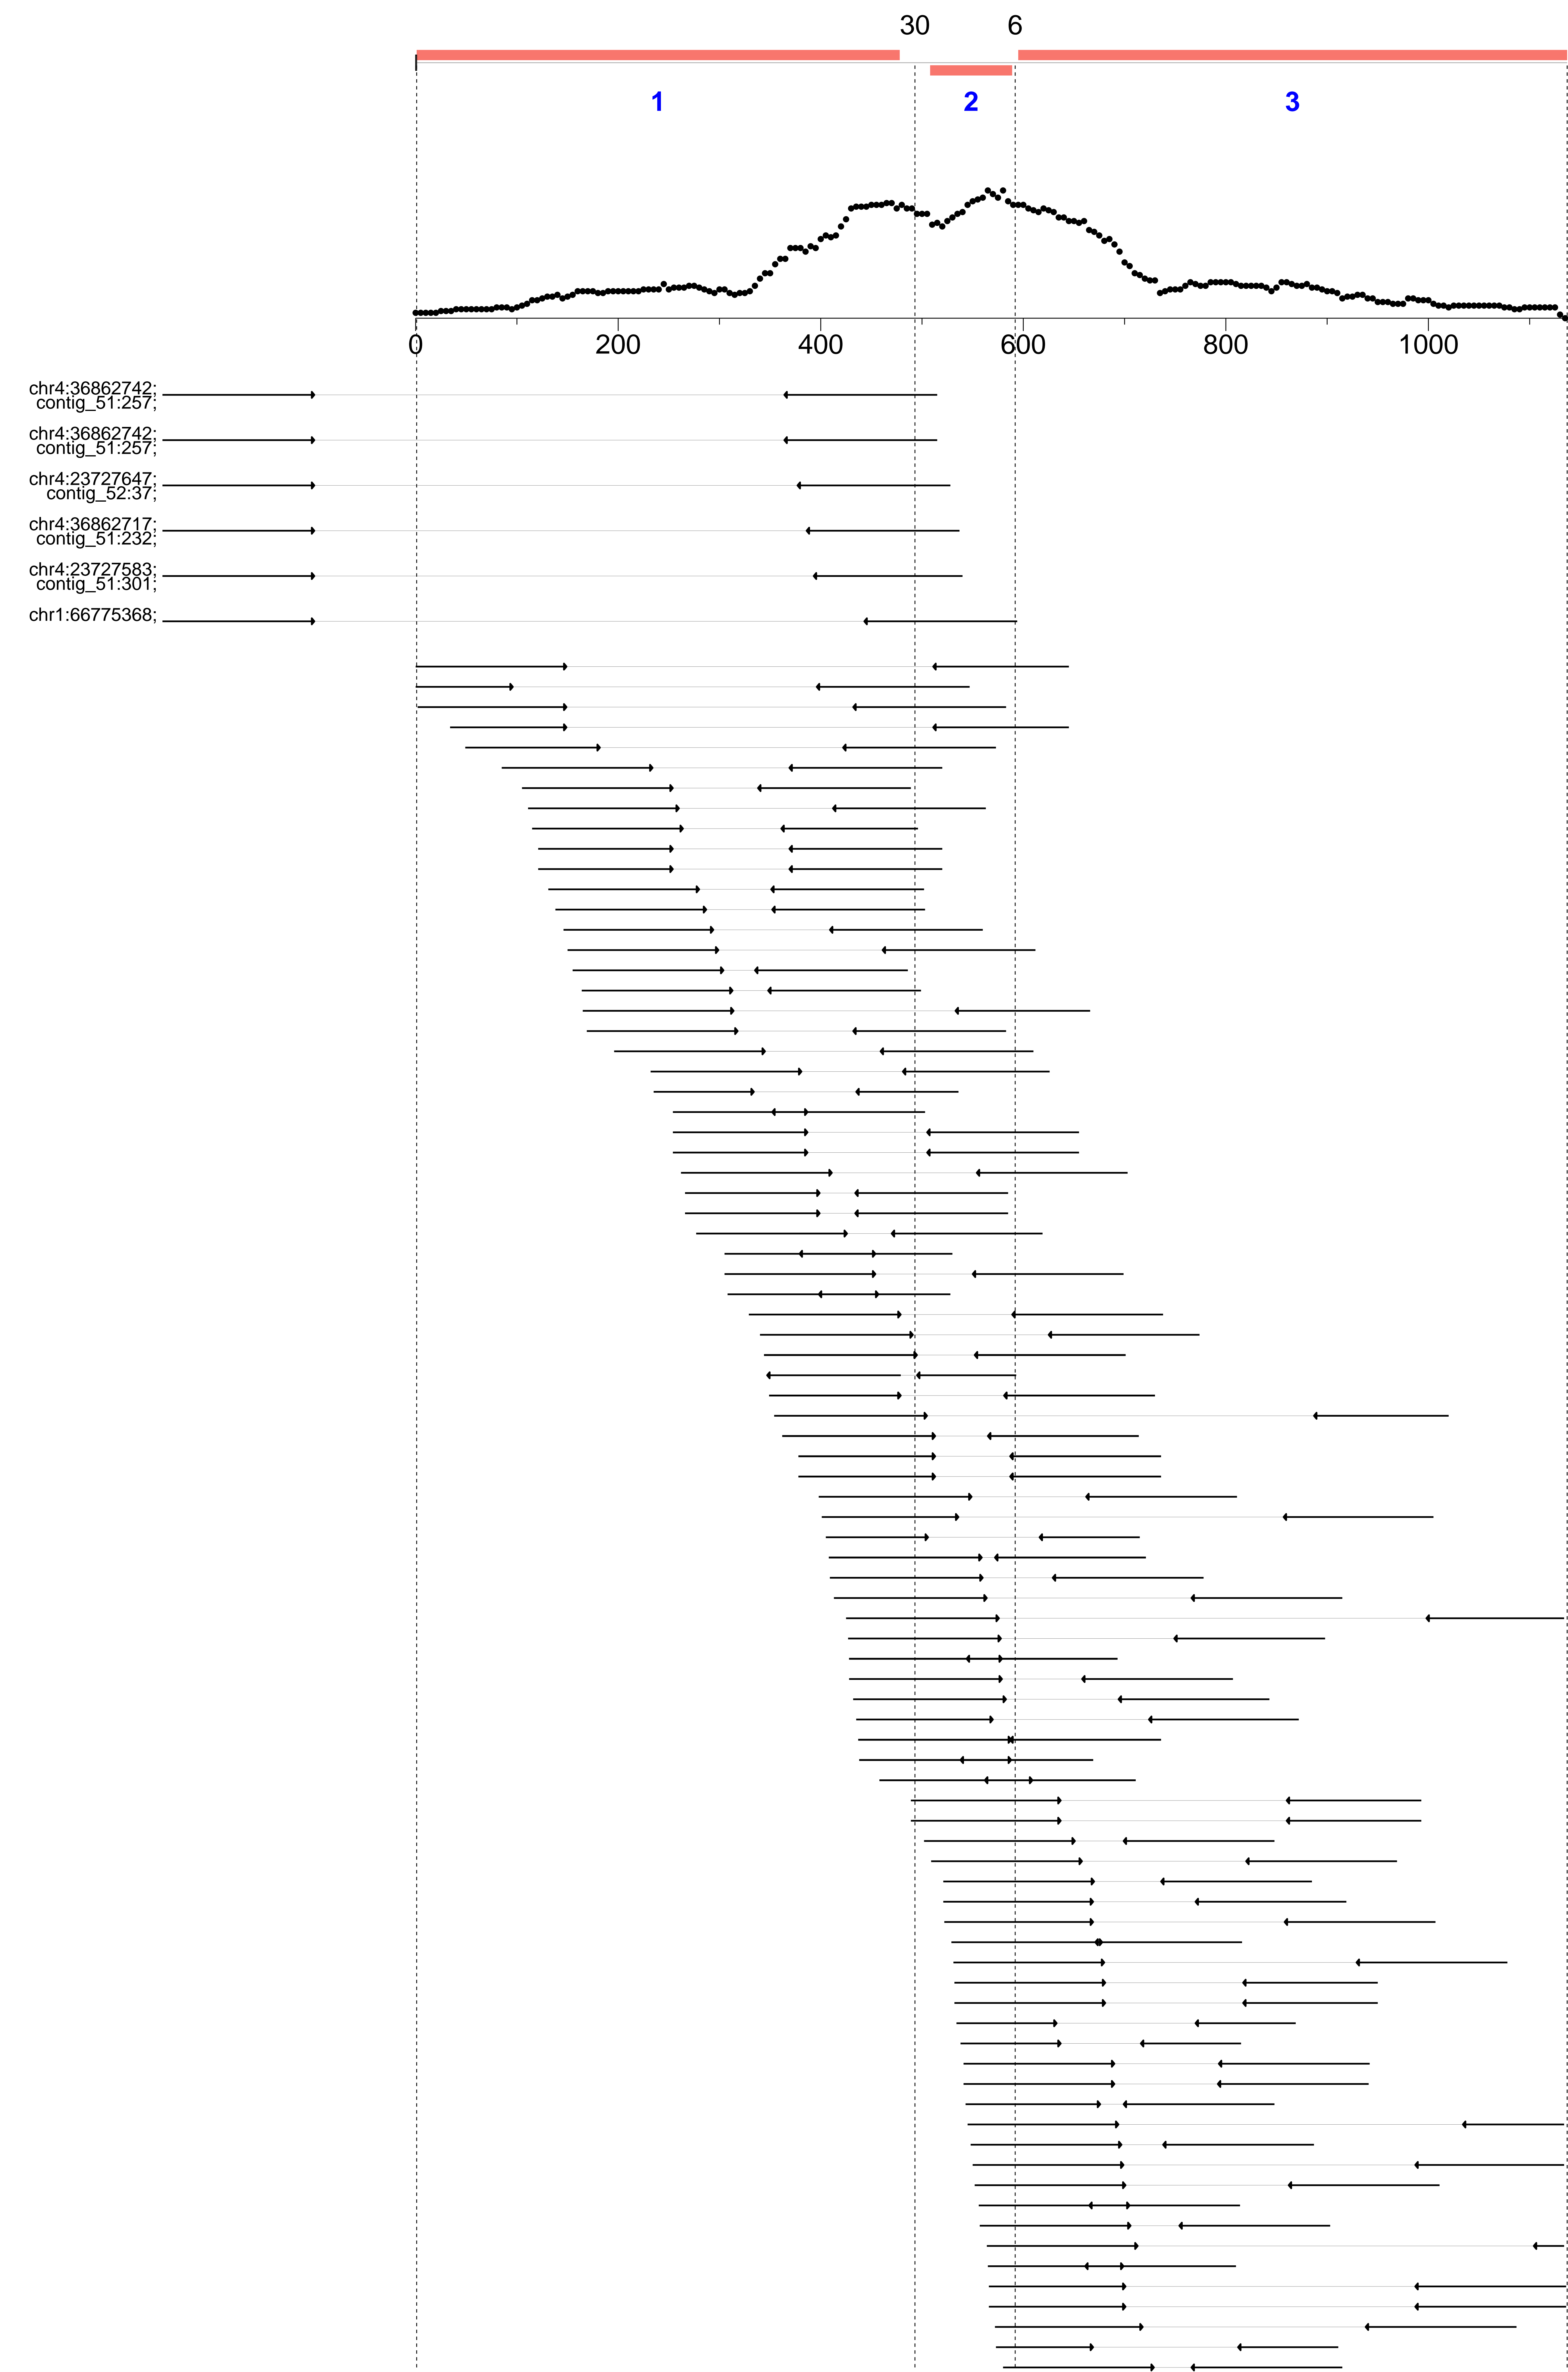 30 6
1 2 3
0 200 400 600 800 1000
chr4:36862742;
contig_51:257;
chr4:36862742;
contig_51:257;
chr4:23727647;
contig_52:37;
chr4:36862717;
contig_51:232;
chr4:23727583;
contig_51:301;
chr1:66775368;